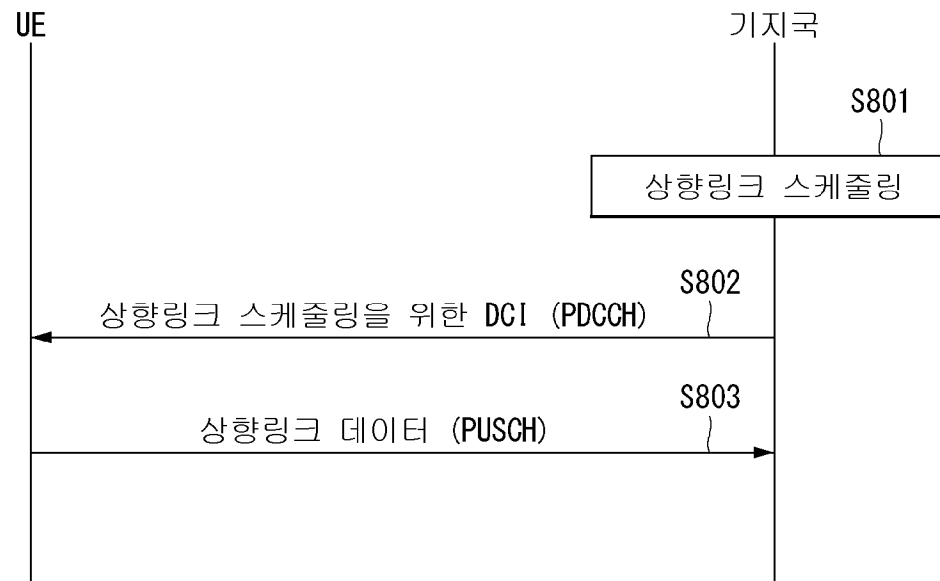 UE
기지국
S801
상향링크 스케줄링
S802
상향링크 스케줄링을 위한 DCI (PDCCH)
S803
상향링크 데이터 (PUSCH)